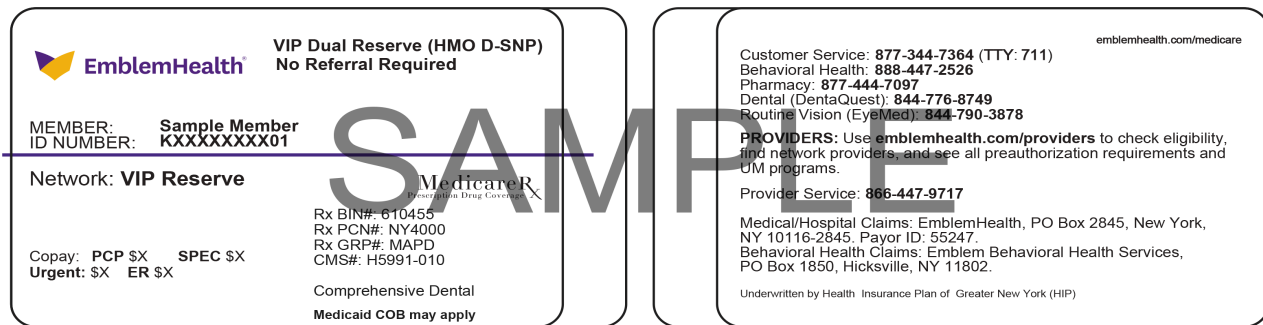 EmblemHealth®
VIP Dual Reserve (HMO D-SNP)
No Referral Required
MEMBER: Sample Member
ID NUMBER: KXXXXXXXX01
Network: VIP Reserve
MedicareRx
Prescription Drug Coverage
Rx BIN#: 610455
Rx PCN#: NY4000
Rx GRP#: MAPD
CMS#: H5991-010
Copay: PCP $X SPEC $X
Urgent: $X ER $X
Comprehensive Dental
Medicaid COB may apply
SAMPLE
emblemhealth.com/medicare
Customer Service: 877-344-7364 (TTY: 711)
Behavioral Health: 888-447-2526
Pharmacy: 877-444-7097
Dental (DentaQuest): 844-776-8749
Routine Vision (EyeMed): 844-790-3878
PROVIDERS: Use emblemhealth.com/providers to check eligibility,
find network providers, and see all preauthorization requirements and
UM programs.
Provider Service: 866-447-9717
Medical/Hospital Claims: EmblemHealth, PO Box 2845, New York,
NY 10116-2845. Payor ID: 55247.
Behavioral Health Claims: Emblem Behavioral Health Services,
PO Box 1850, Hicksville, NY 11802.
Underwritten by Health Insurance Plan of Greater New York (HIP)